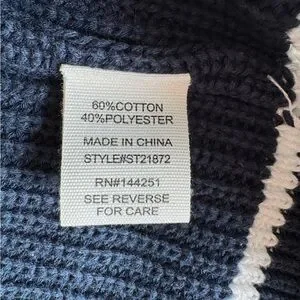 60%COTTON
40%POLYESTER
MADE IN CHINA
STYLE#ST21872
RN#144251
SEE REVERSE
FOR CARE